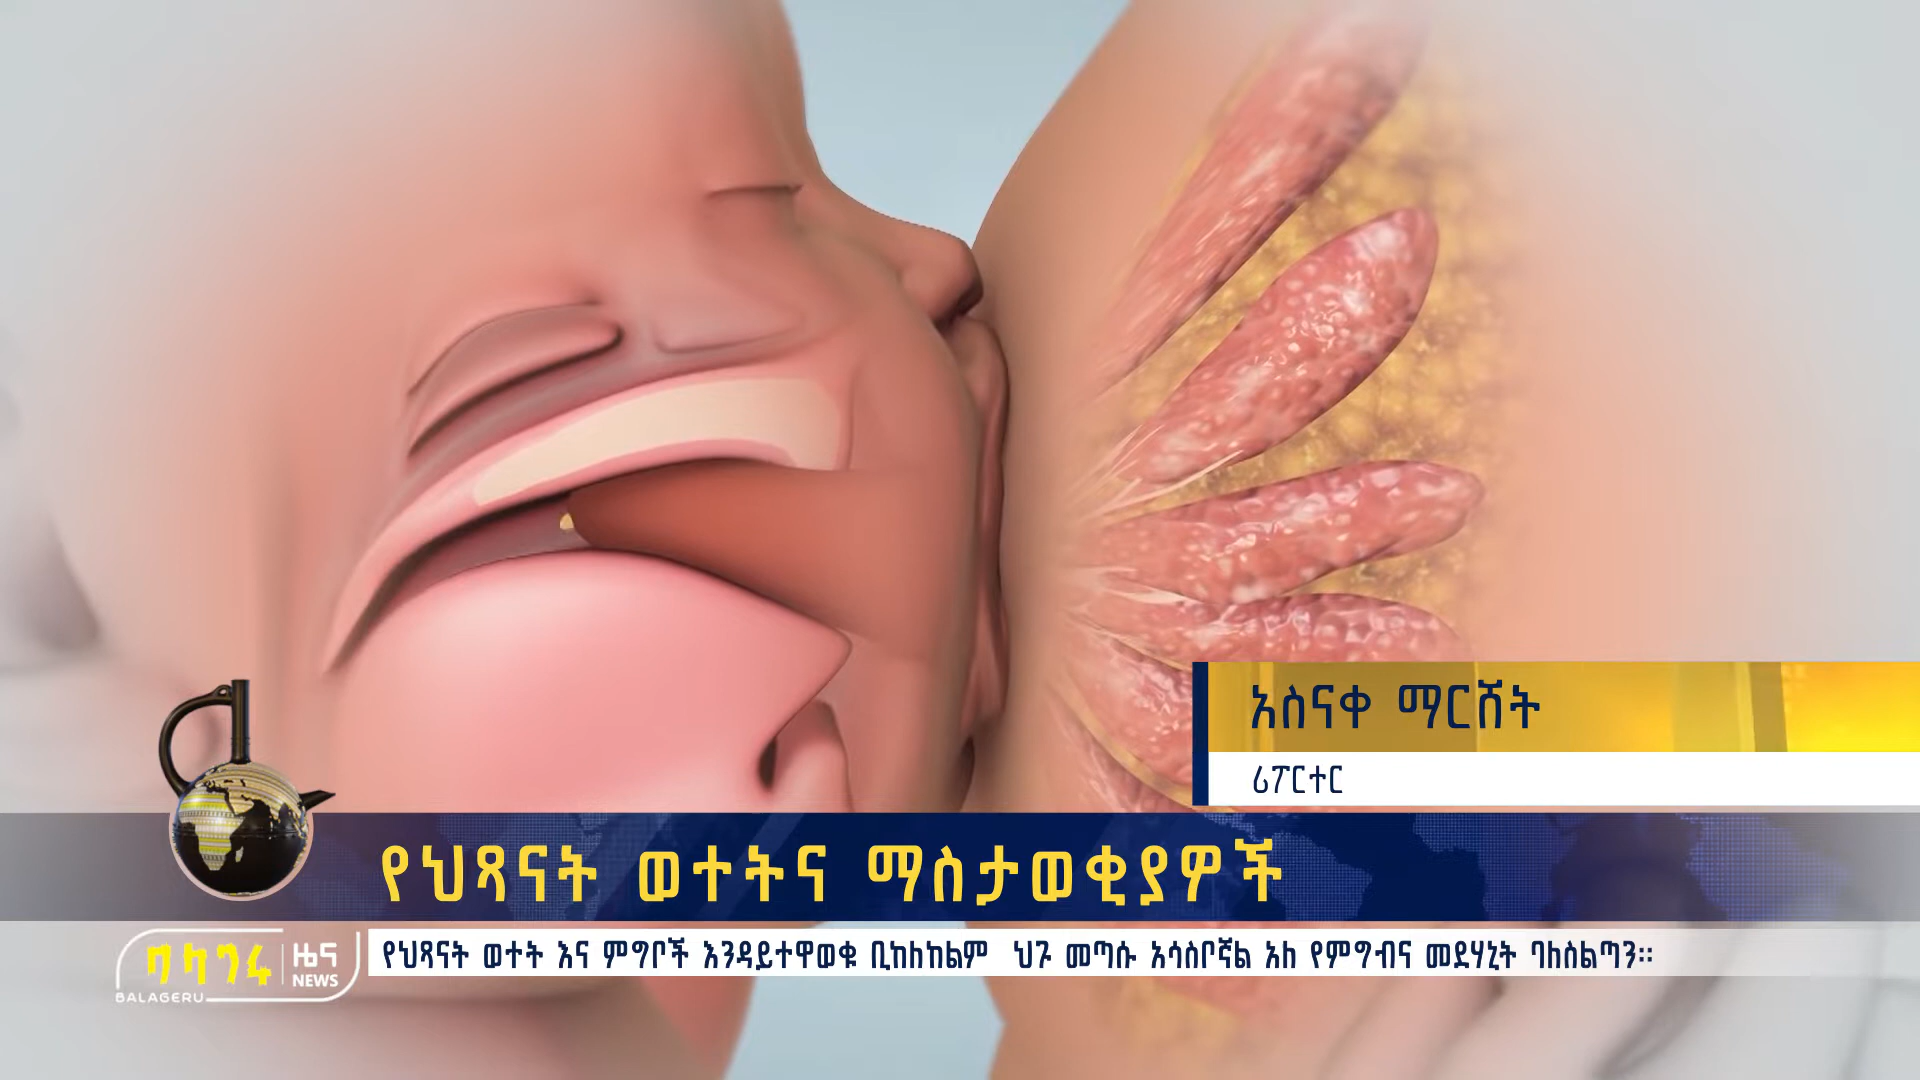 አስናቀ ማርሸት
ሪፖርተር
የህጻናት ወተትና ማስታወቂያዎች
የህጻናት ወተት እና ምግቦች እንዳይተዋወቁ ቢከለከልም ህጉ መጣሱ አሳስቦኛል አለ የምግብና መደሃኒት ባለስልጣን።
ባላገሩ
BALAGERU
ዜና
NEWS